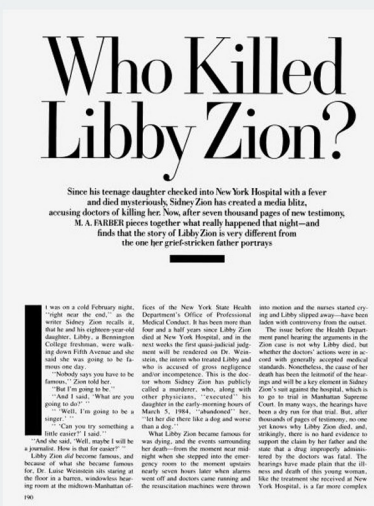 Who Killed
Libby Zion?
Since his teenage daughter checked into New York Hospital with a fever
and died mysteriously, Sidney Zion has created a media blitz,
accusing doctors of killing her. Now, after seven thousand pages of new testimony,
M. A. FARBER pieces together what really happened that night—and
finds that the story of Libby Zion is very different from
the one her grief-stricken father portrays
It was on a cold February night,
"right near the end," as the
writer Sidney Zion recalls it,
that he and his eighteen-year-old
daughter, Libby, a Bennington
College freshman, were walk-
ing down Fifth Avenue and she
said she was going to be fa-
mous one day.
"Nobody says you have to be
famous," Zion told her.
"But I'm going to be."
"And I said, 'What are you
going to do?' "
" 'Well, I'm going to be a
singer.' "
" 'Can you try something a
little easier?' I said."
"And she said, 'Well, maybe I will be
a journalist. How is that for easier?' "
Libby Zion did become famous, and
because of what she became famous
for, Dr. Luise Weinstein sits staring at
the floor in a barren, windowless hear-
ing room at the midtown Manhattan of-
fices of the New York State Health
Department's Office of Professional
Medical Conduct. It has been more than
four and a half years since Libby Zion
died at New York Hospital, and in the
next weeks the first quasi-judicial judg-
ment will be rendered on Dr. Wein-
stein, the intern who treated Libby and
who is accused of gross negligence
and/or incompetence. This is the doc-
tor whom Sidney Zion has publicly
called a murderer, who, along with
other physicians, "executed" his
daughter in the early-morning hours of
March 5, 1984, "abandoned" her,
"let her die there like a dog and worse
than a dog."
What Libby Zion became famous for
was dying, and the events surrounding
her death—from the moment near mid-
night when she stepped into the emer-
gency room to the moment upstairs
nearly seven hours later when alarms
went off and doctors came running and
the resuscitation machines were thrown
into motion and the nurses started cry-
ing and Libby slipped away—have been
laden with controversy from the outset.
The issue before the Health Depart-
ment panel hearing the arguments in the
Zion case is not why Libby died, but
whether the doctors' actions were in ac-
cord with generally accepted medical
standards. Nonetheless, the cause of her
death has been the leitmotif of the hear-
ings and will be a key element in Sidney
Zion's suit against the hospital, which is
to go to trial in Manhattan Supreme
Court. In many ways, the hearings have
been a dry run for that trial. But, after
thousands of pages of testimony, no one
yet knows why Libby Zion died, and,
strikingly, there is no hard evidence to
support the claim by her father and the
state that a drug improperly adminis-
tered by the doctors was fatal. The
hearings have made plain that the ill-
ness and death of this young woman,
like the treatment she received at New
York Hospital, is a far more complex
190